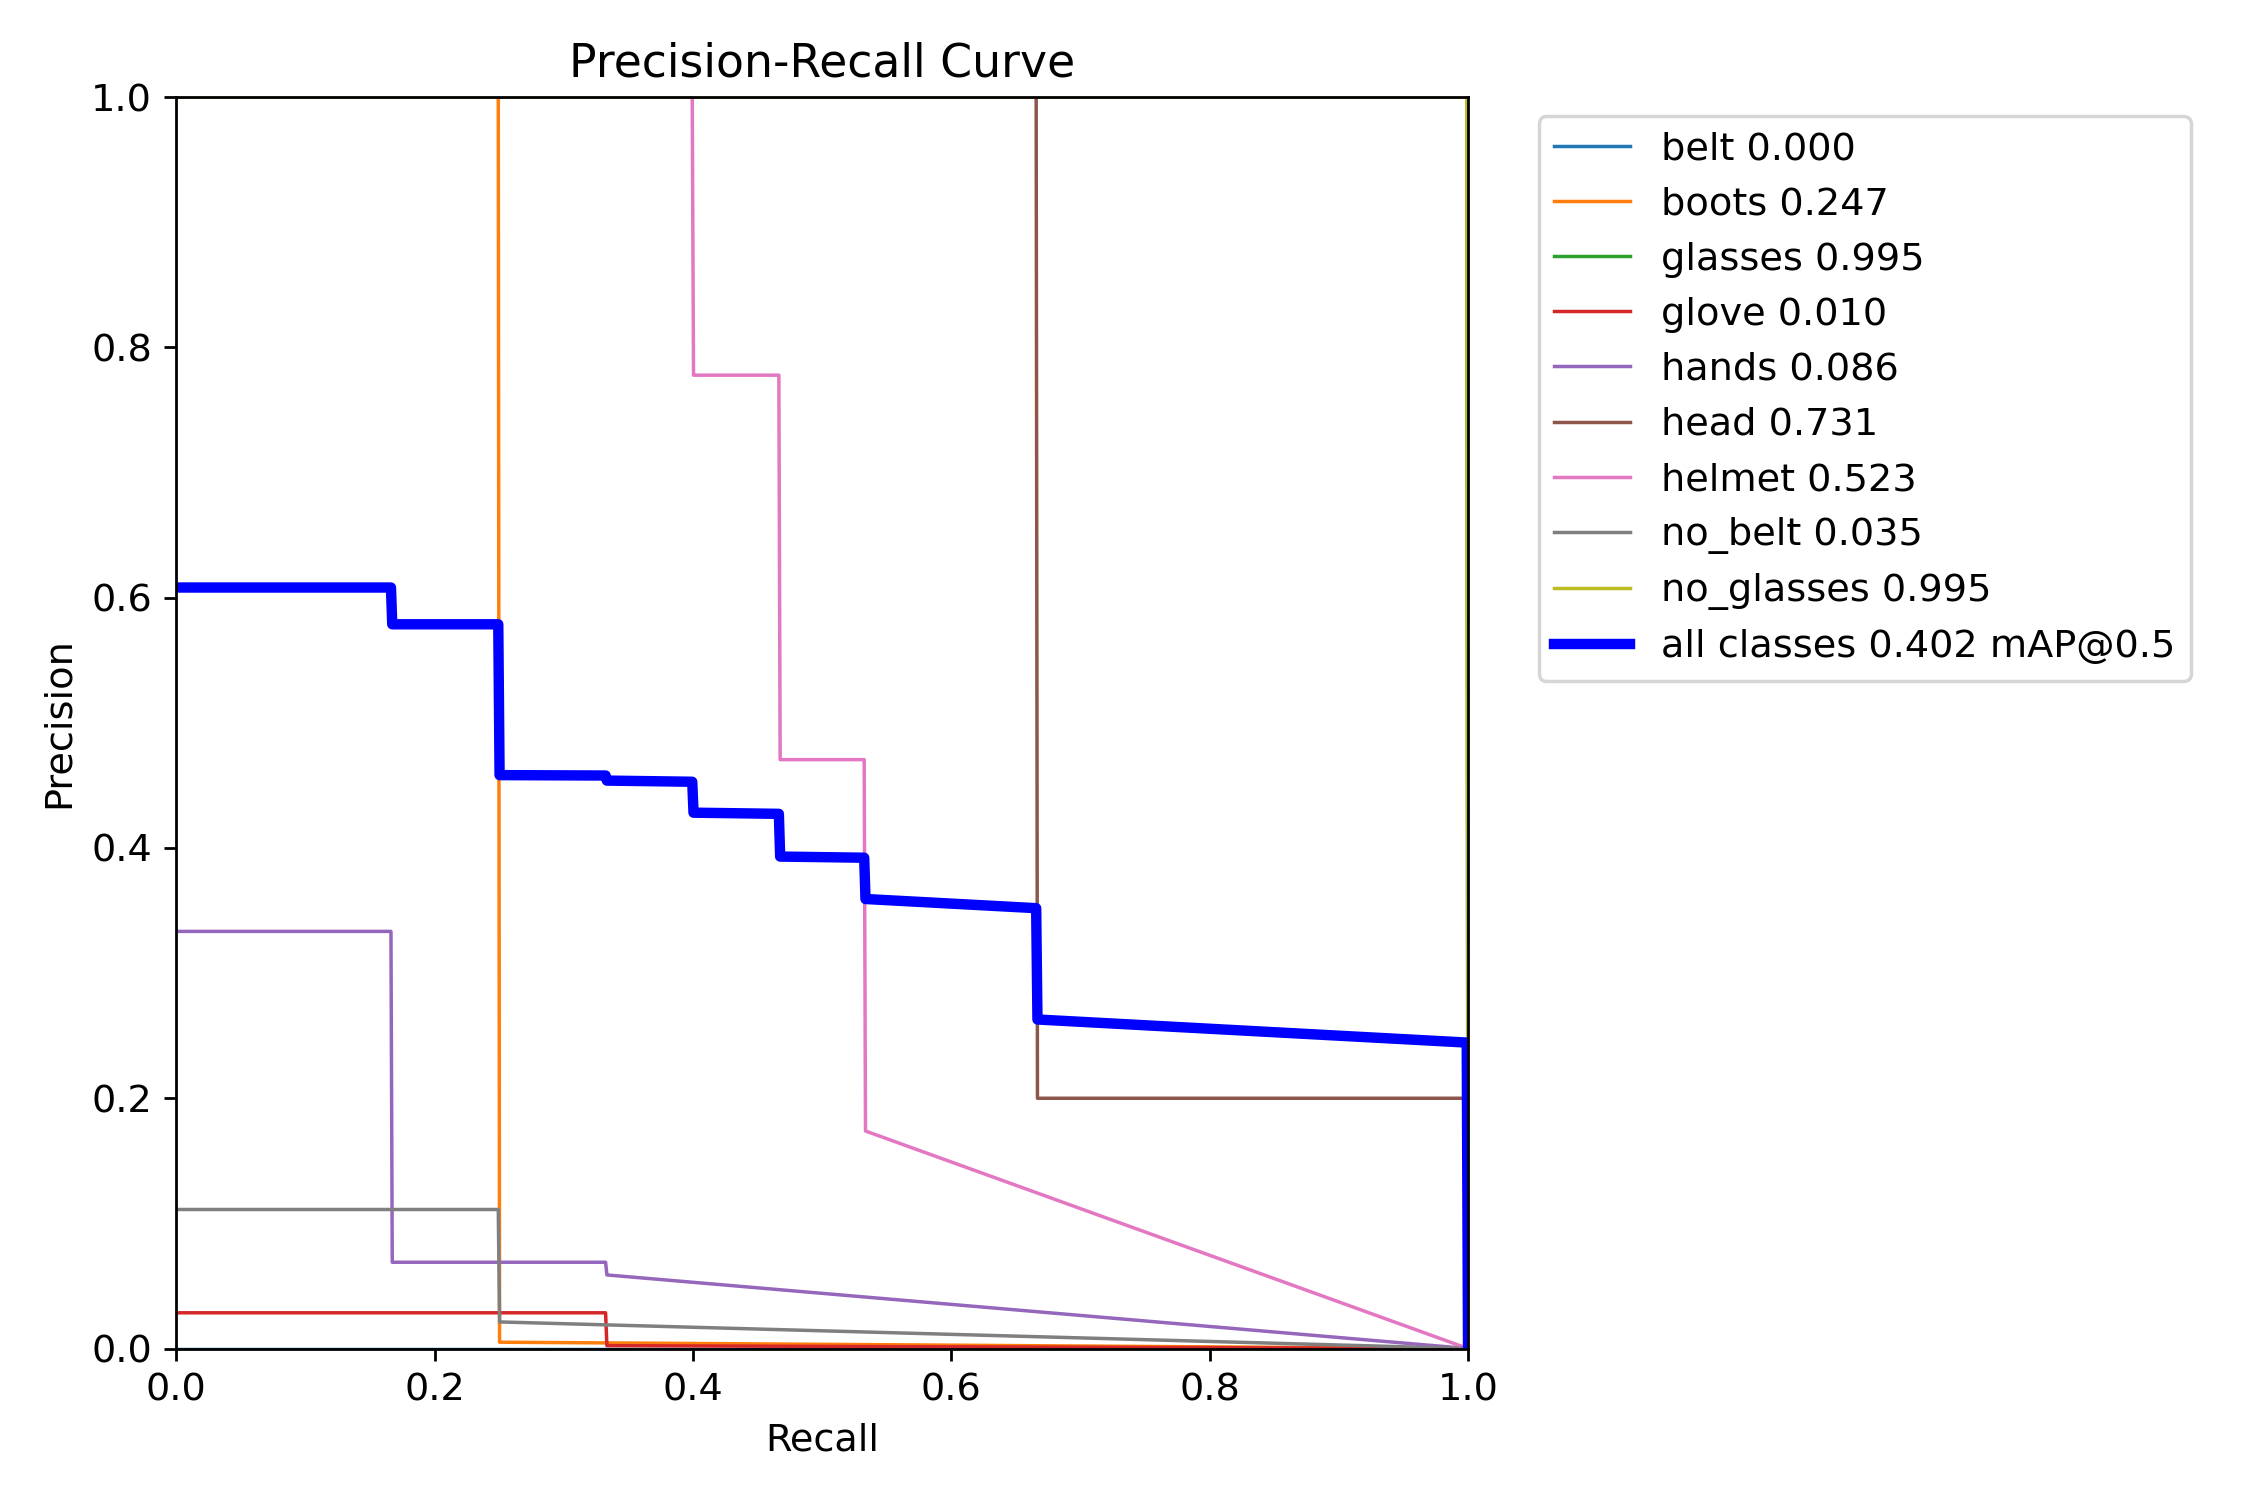 Precision-Recall Curve
1.0
0.8
0.6
0.4
0.2
0.0
Precision
0.0 0.2 0.4 0.6 0.8 1.0
Recall
belt 0.000
boots 0.247
glasses 0.995
glove 0.010
hands 0.086
head 0.731
helmet 0.523
no_belt 0.035
no_glasses 0.995
all classes 0.402 mAP@0.5